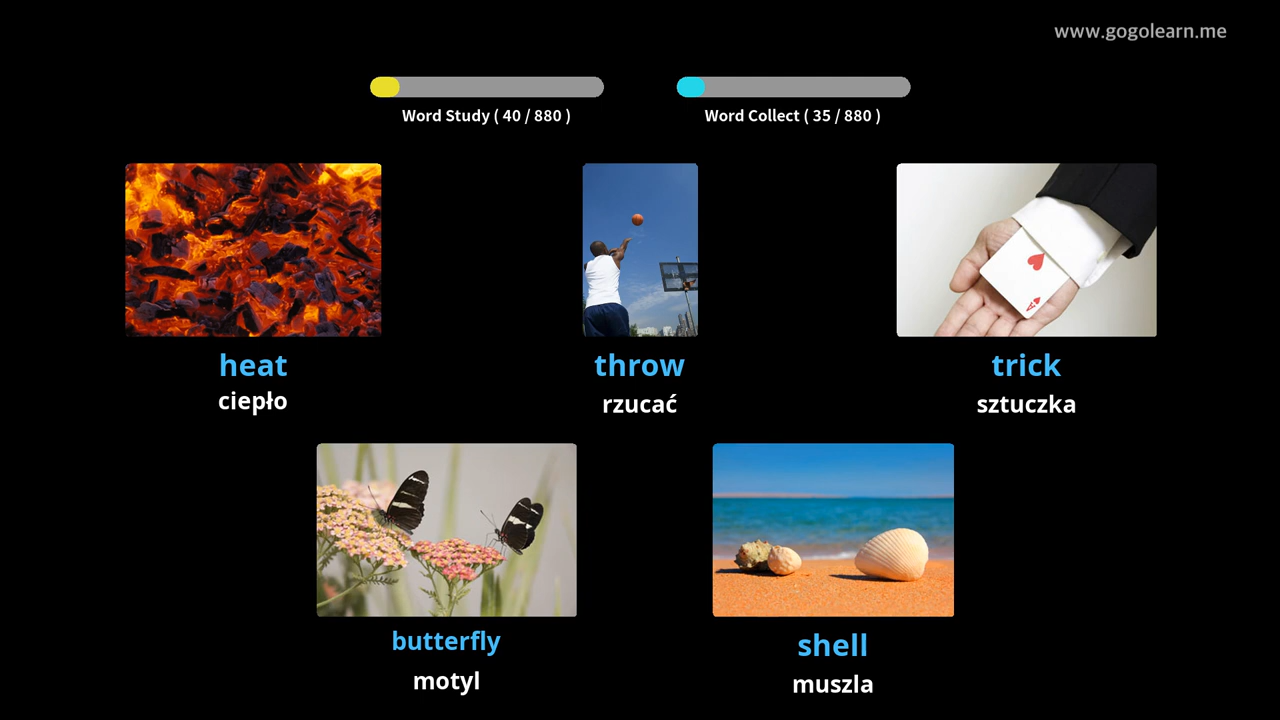 www.gogolearn.me
Word Study ( 40 / 880 )
Word Collect ( 35 / 880 )
heat
ciepło
throw
rzucać
trick
sztuczka
butterfly
motyl
shell
muszla